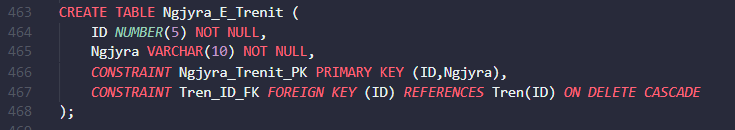 463 CREATE TABLE Ngjyra_E_Trenit (
464     ID NUMBER(5) NOT NULL,
465     Ngjyra VARCHAR(10) NOT NULL,
466     CONSTRAINT Ngjyra_Trenit_PK PRIMARY KEY (ID,Ngjyra),
467     CONSTRAINT Tren_ID_FK FOREIGN KEY (ID) REFERENCES Tren(ID) ON DELETE CASCADE
468 );